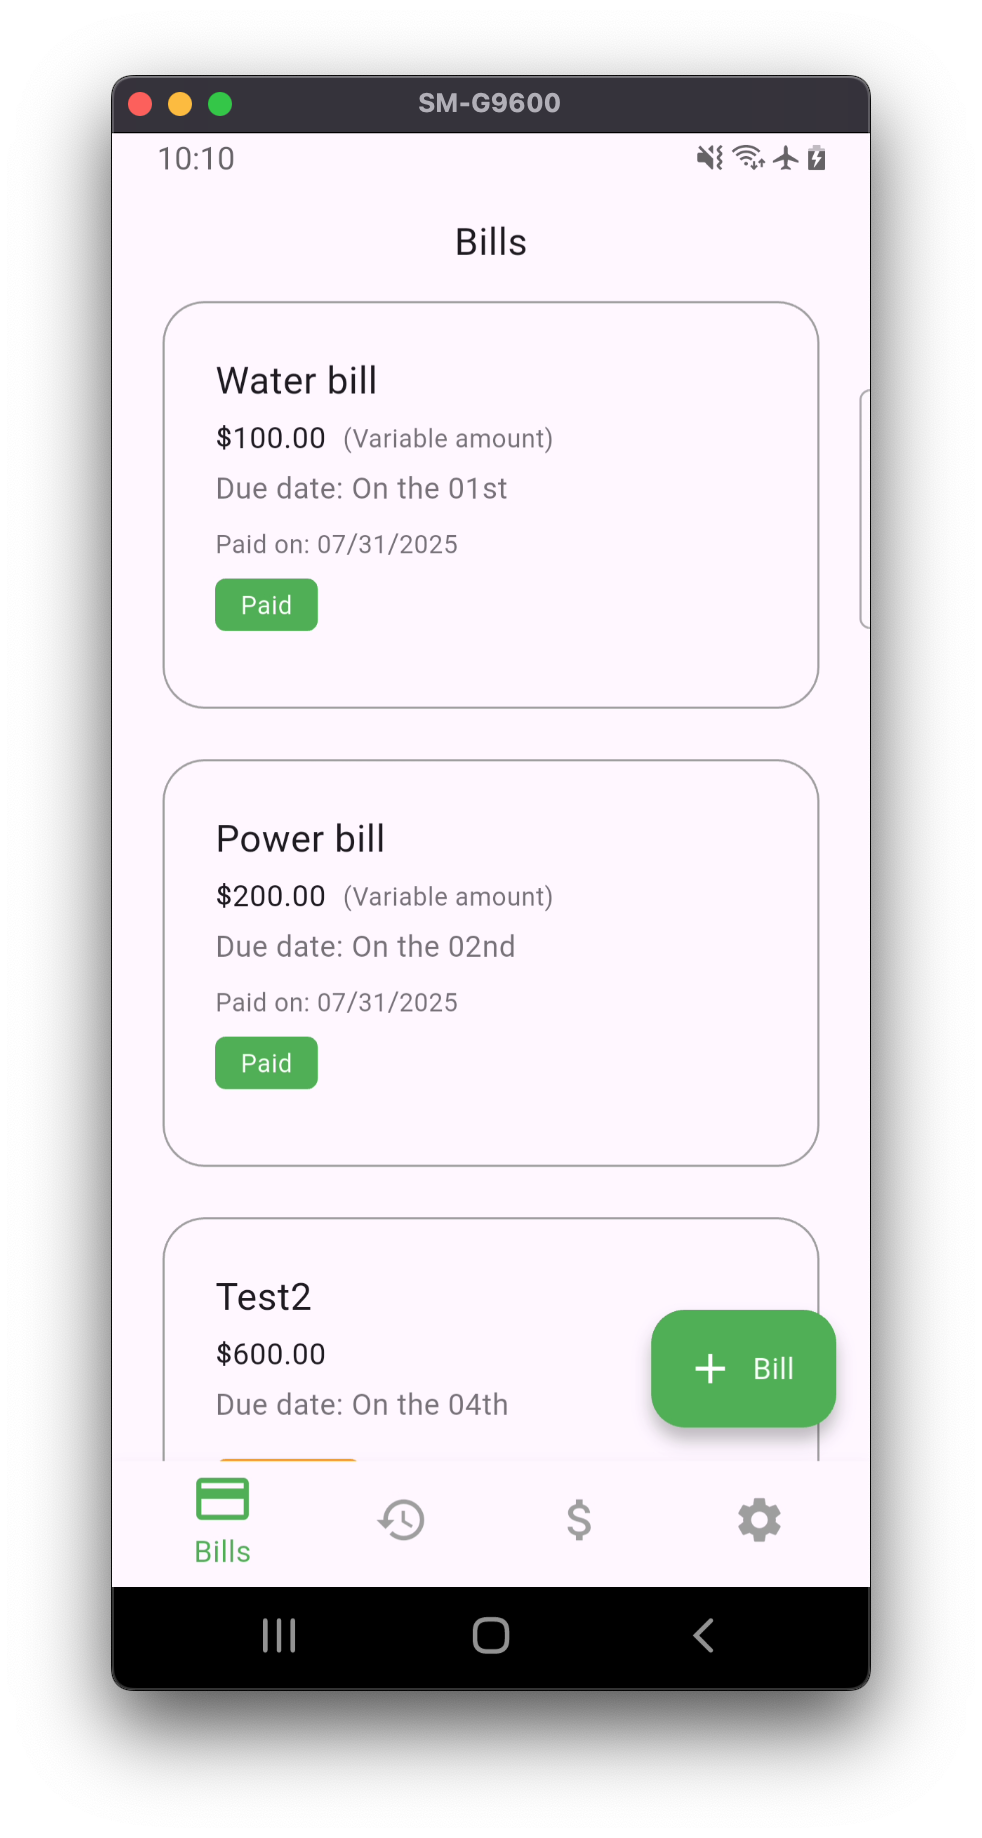 SM-G9600
10:10
Bills
Water bill
$100.00 (Variable amount)
Due date: On the 01st
Paid on: 07/31/2025
Paid
Power bill
$200.00 (Variable amount)
Due date: On the 02nd
Paid on: 07/31/2025
Paid
Test2
$600.00
Due date: On the 04th
Bill
Bills